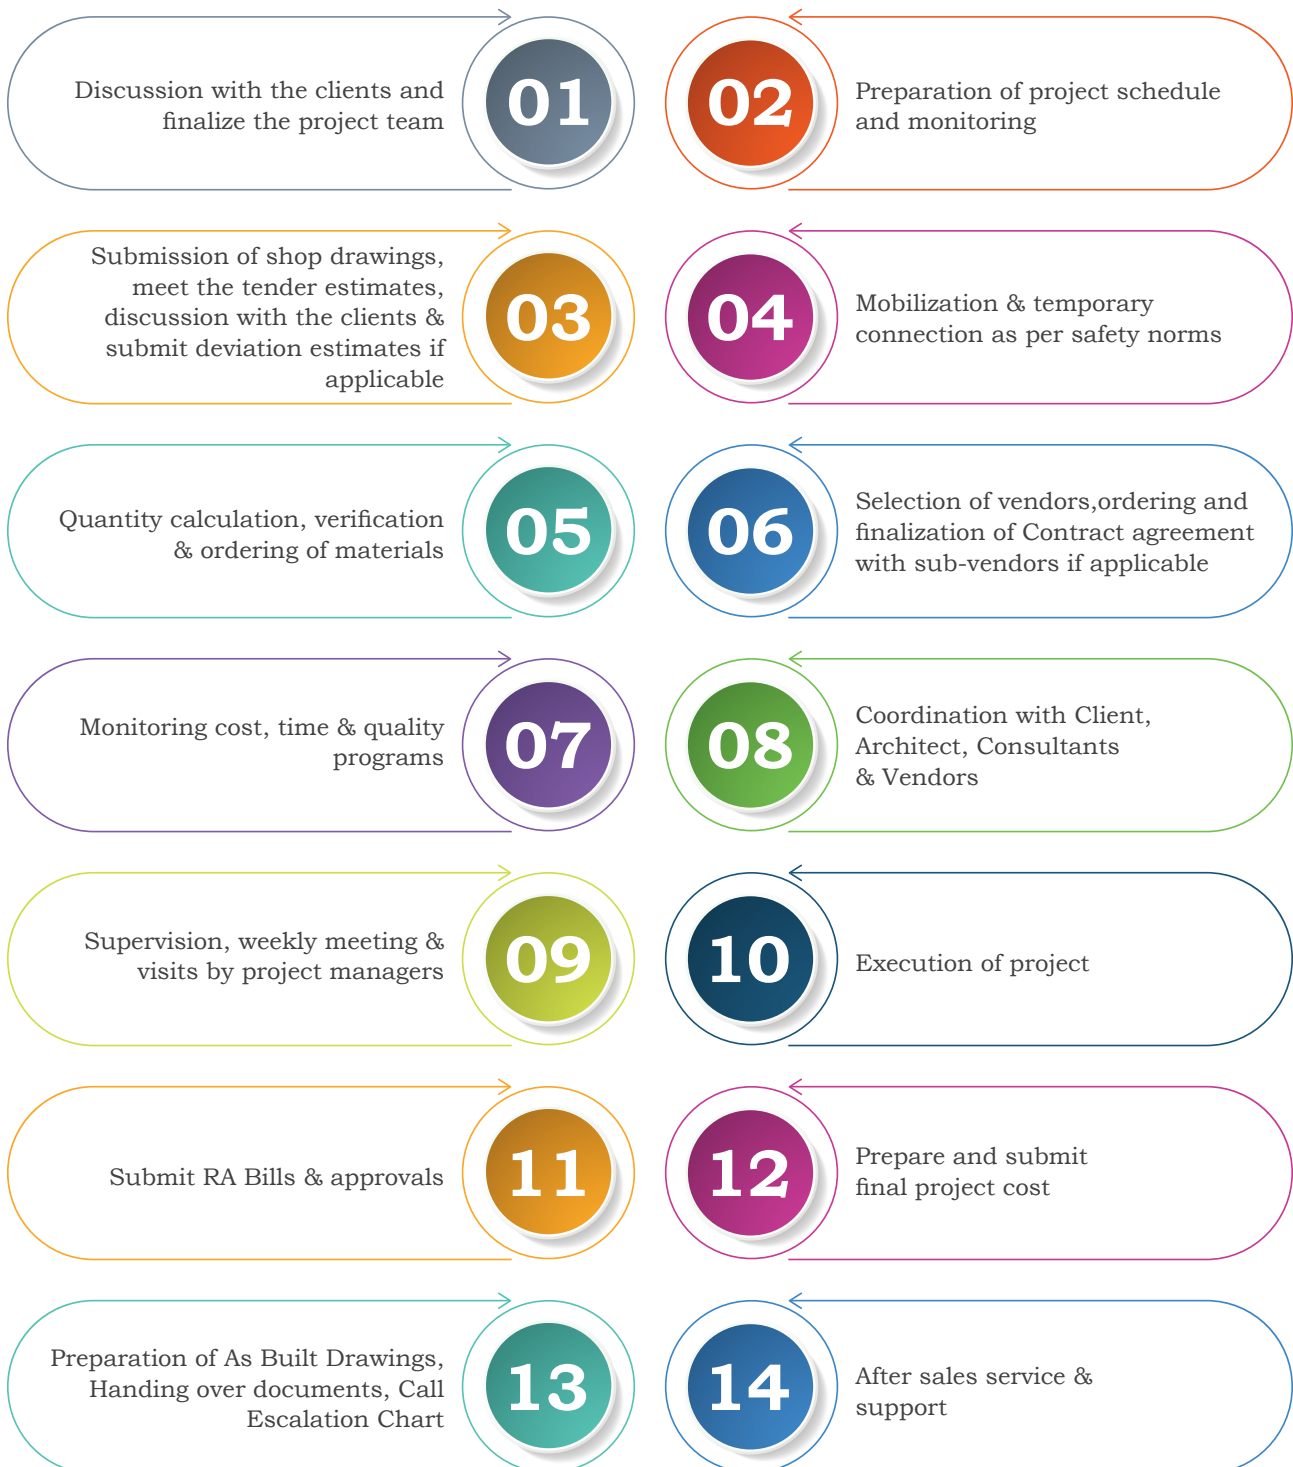 01
Discussion with the clients and
finalize the project team
02
Preparation of project schedule
and monitoring
03
Submission of shop drawings,
meet the tender estimates,
discussion with the clients &
submit deviation estimates if
applicable
04
Mobilization & temporary
connection as per safety norms
05
Quantity calculation, verification
& ordering of materials
06
Selection of vendors,ordering and
finalization of Contract agreement
with sub-vendors if applicable
07
Monitoring cost, time & quality
programs
08
Coordination with Client,
Architect, Consultants
& Vendors
09
Supervision, weekly meeting &
visits by project managers
10
Execution of project
11
Submit RA Bills & approvals
12
Prepare and submit
final project cost
13
Preparation of As Built Drawings,
Handing over documents, Call
Escalation Chart
14
After sales service &
support